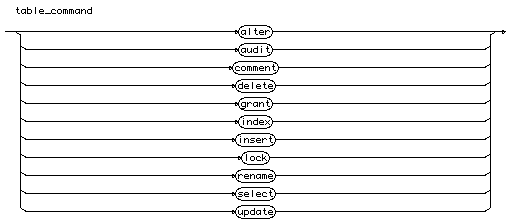 table_command
alter
audit
comment
delete
grant
index
insert
lock
rename
select
update